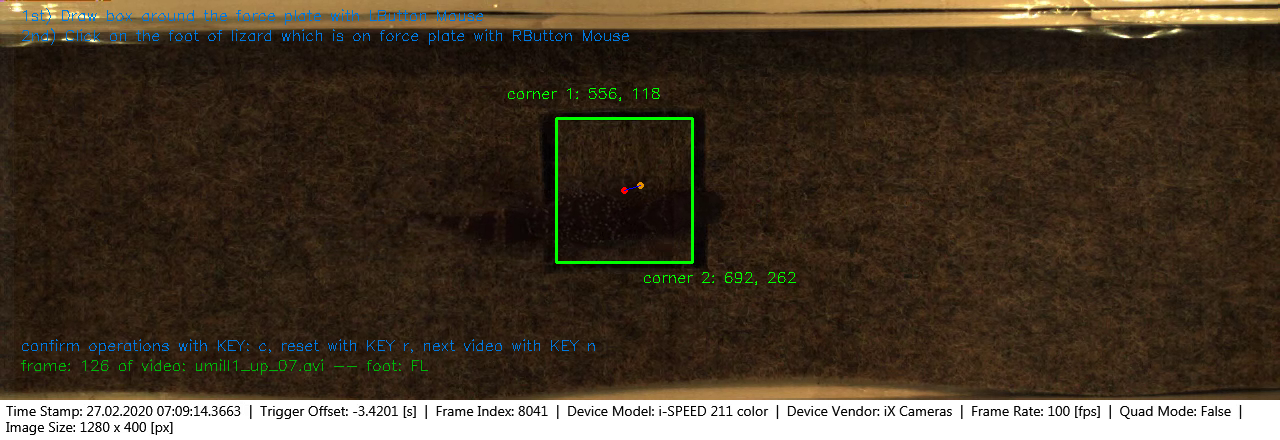 1st) Draw box around the force plate with LButton Mouse
2nd) Click on the foot of lizard which is on force plate with RButton Mouse
corner 1: 556, 118
corner 2: 692, 262
confirm operations with KEY: c, reset with KEY r, next video with KEY n
frame: 126 of video: umill1_up_07.avi -- foot: FL
Time Stamp: 27.02.2020 07:09:14.3663 | Trigger Offset: -3.4201 [s] | Frame Index: 8041 | Device Model: i-SPEED 211 color | Device Vendor: iX Cameras | Frame Rate: 100 [fps] | Quad Mode: False |
Image Size: 1280 x 400 [px]